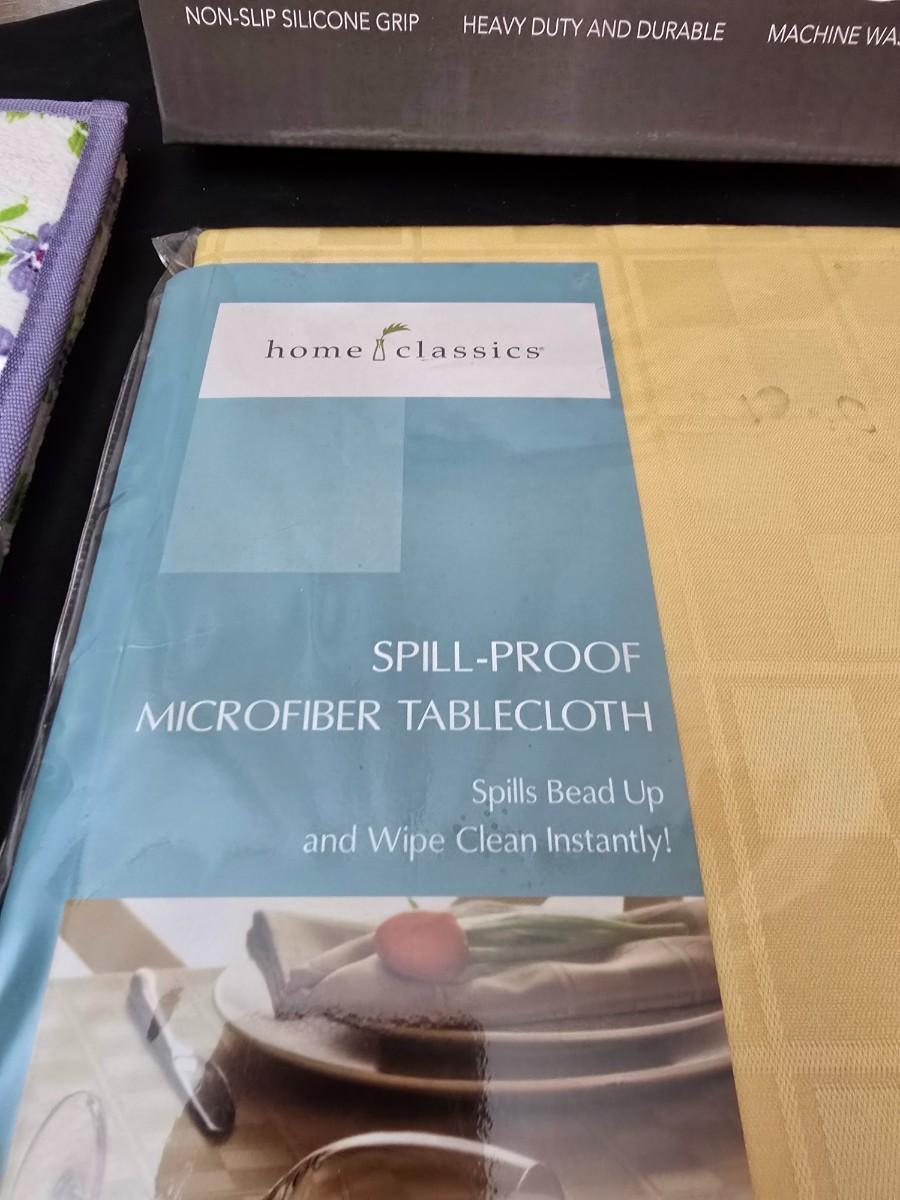 NON-SLIP SILICONE GRIP HEAVY DUTY AND DURABLE MACHINE
home classics
SPILL-PROOF
MICROFIBER TABLECLOTH
Spills Bead Up
and Wipe Clean Instantly!